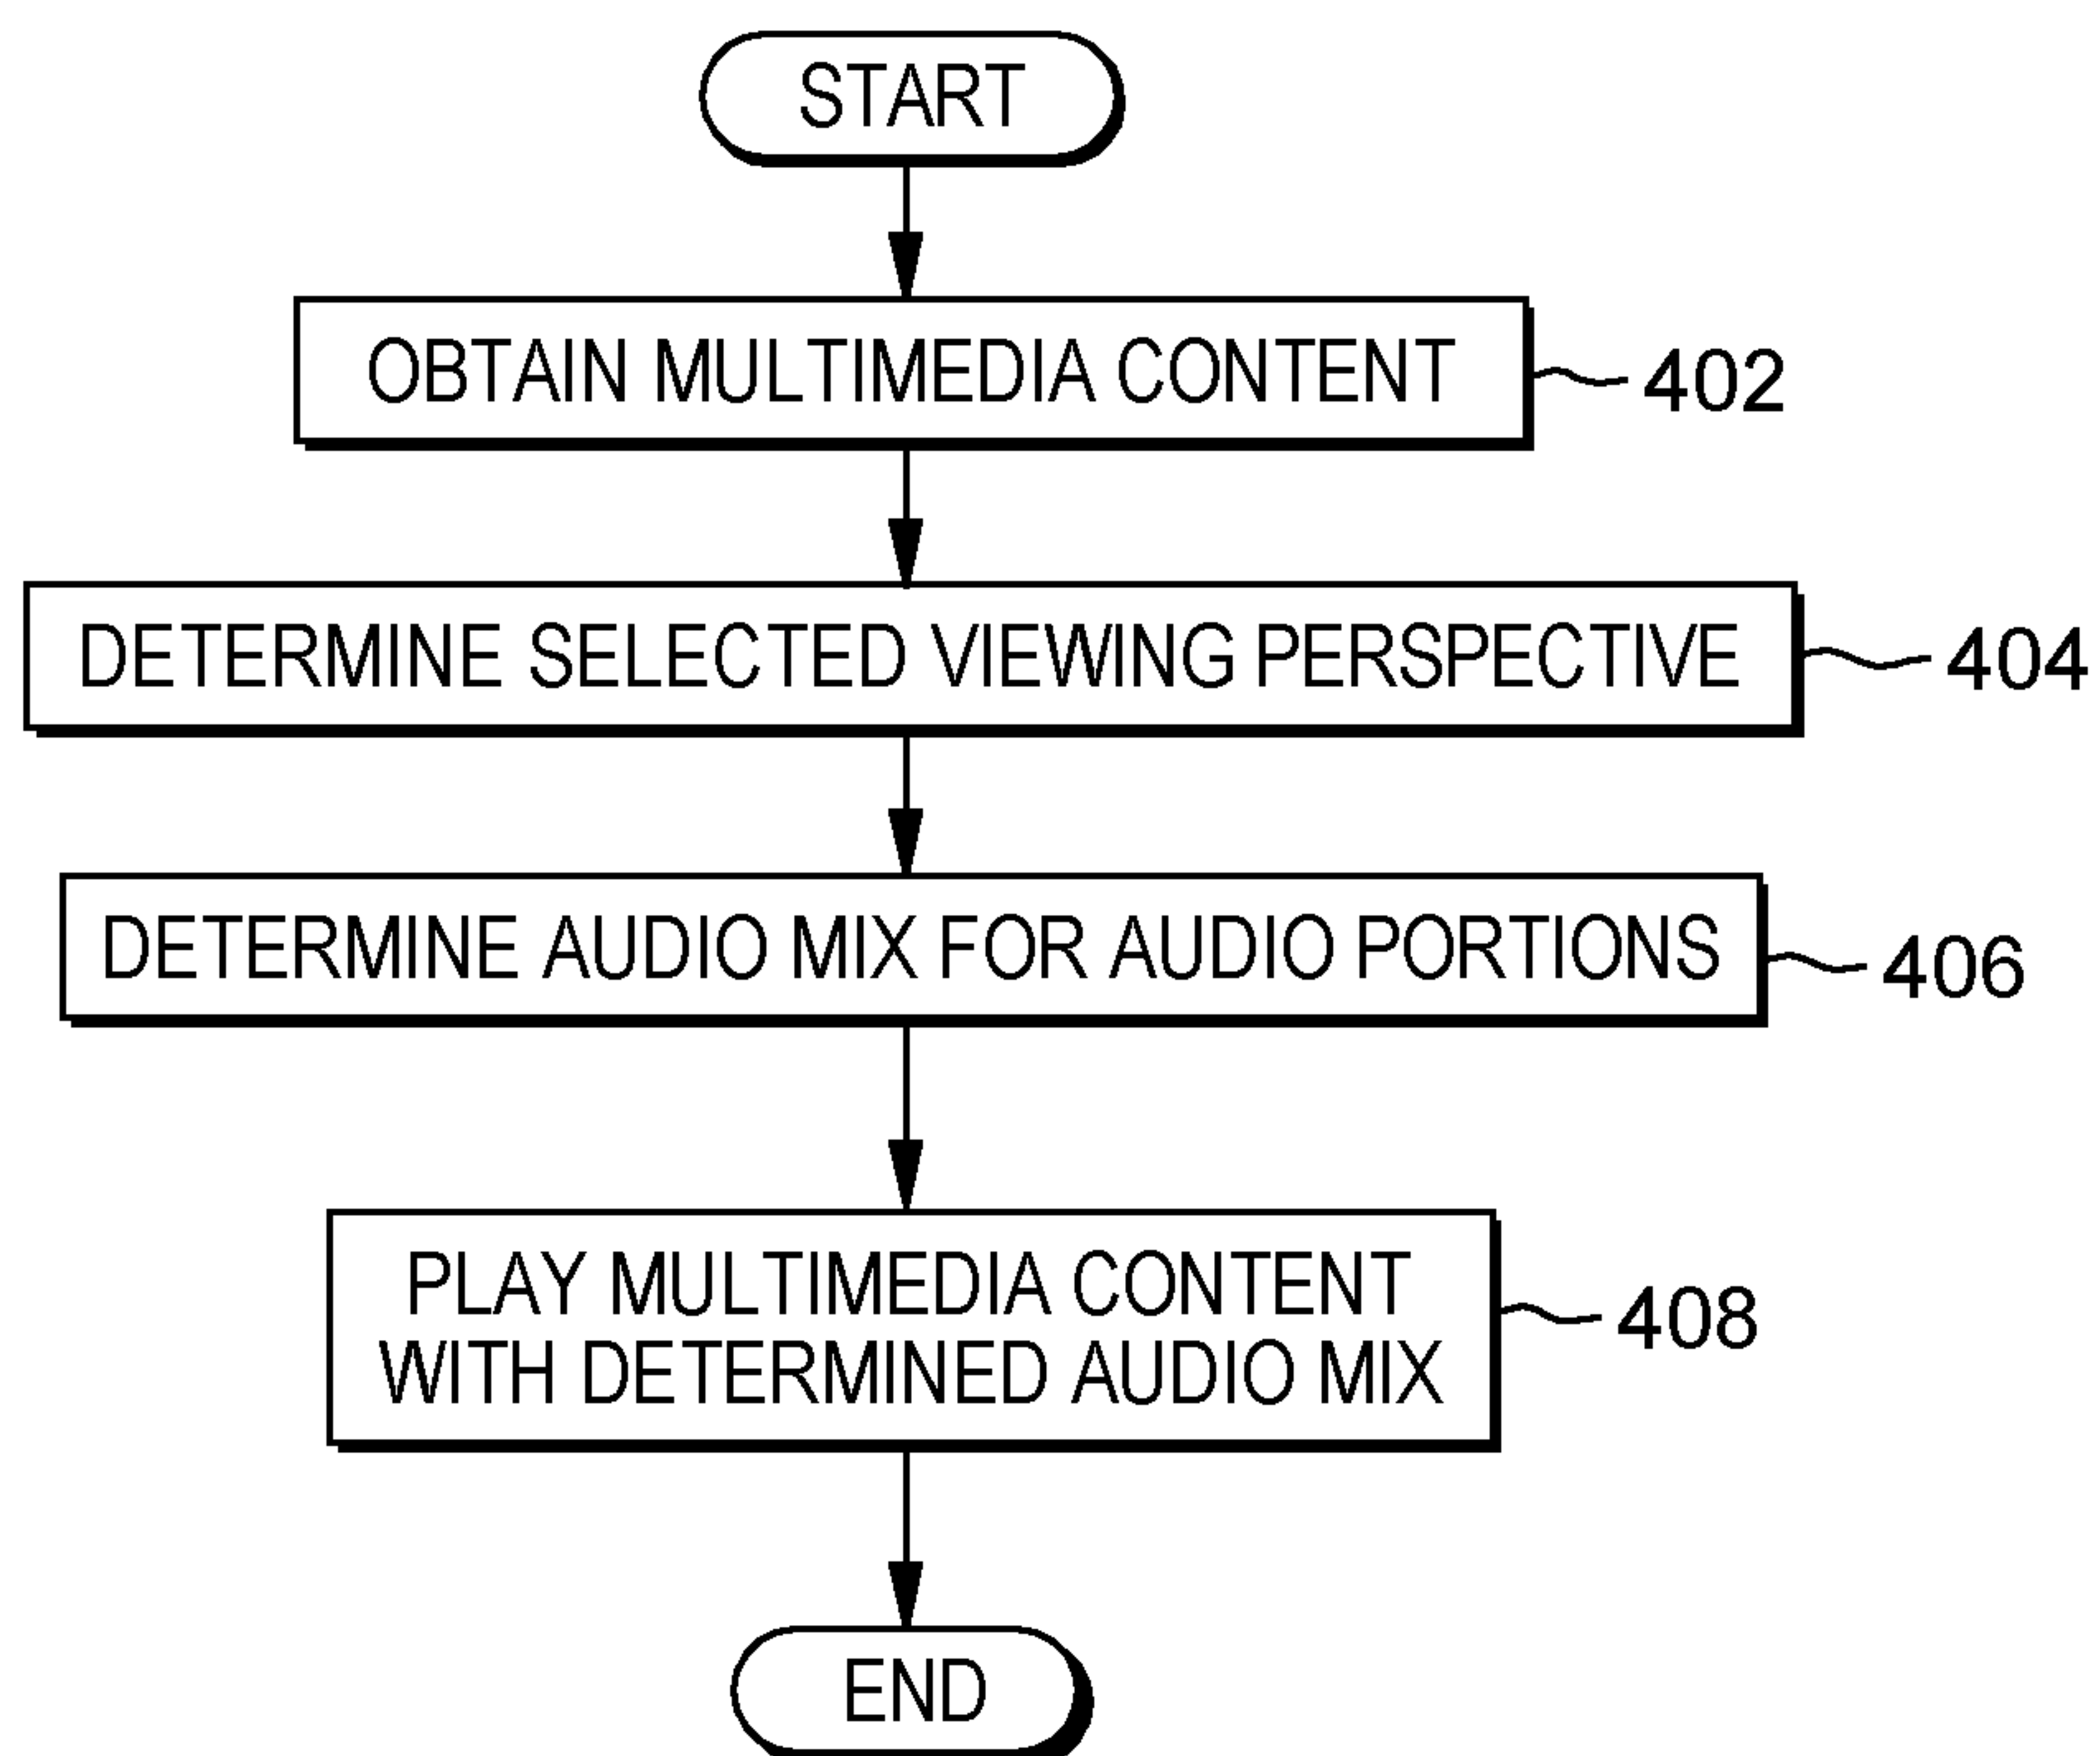 START
OBTAIN MULTIMEDIA CONTENT
402
DETERMINE SELECTED VIEWING PERSPECTIVE
404
DETERMINE AUDIO MIX FOR AUDIO PORTIONS
406
PLAY MULTIMEDIA CONTENT
WITH DETERMINED AUDIO MIX
408
END